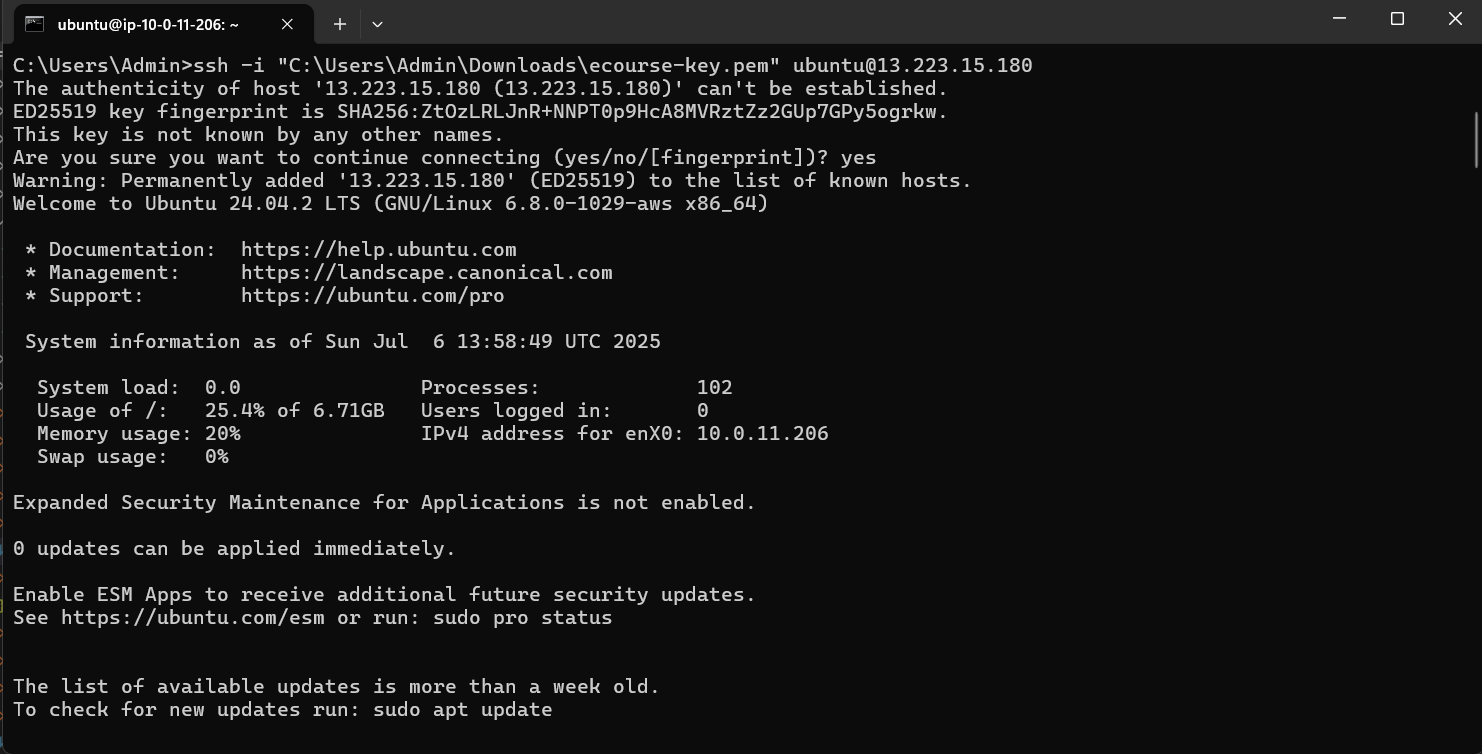 ubuntu@ip-10-0-11-206: ~
C:\Users\Admin>ssh -i "C:\Users\Admin\Downloads\ecourse-key.pem" ubuntu@13.223.15.180
The authenticity of host '13.223.15.180 (13.223.15.180)' can't be established.
ED25519 key fingerprint is SHA256:ZtOzLRLJnR+NNPT0p9HcA8MVRztZz2GUp7GPy5ogrkw.
This key is not known by any other names.
Are you sure you want to continue connecting (yes/no/[fingerprint])? yes
Warning: Permanently added '13.223.15.180' (ED25519) to the list of known hosts.
Welcome to Ubuntu 24.04.2 LTS (GNU/Linux 6.8.0-1029-aws x86_64)
* Documentation:  https://help.ubuntu.com
* Management:     https://landscape.canonical.com
* Support:        https://ubuntu.com/pro
System information as of Sun Jul  6 13:58:49 UTC 2025
System load:  0.0               Processes:             102
Usage of /:   25.4% of 6.71GB   Users logged in:       0
Memory usage: 20%               IPv4 address for enX0: 10.0.11.206
Swap usage:   0%
Expanded Security Maintenance for Applications is not enabled.
0 updates can be applied immediately.
Enable ESM Apps to receive additional future security updates.
See https://ubuntu.com/esm or run: sudo pro status
The list of available updates is more than a week old.
To check for new updates run: sudo apt update